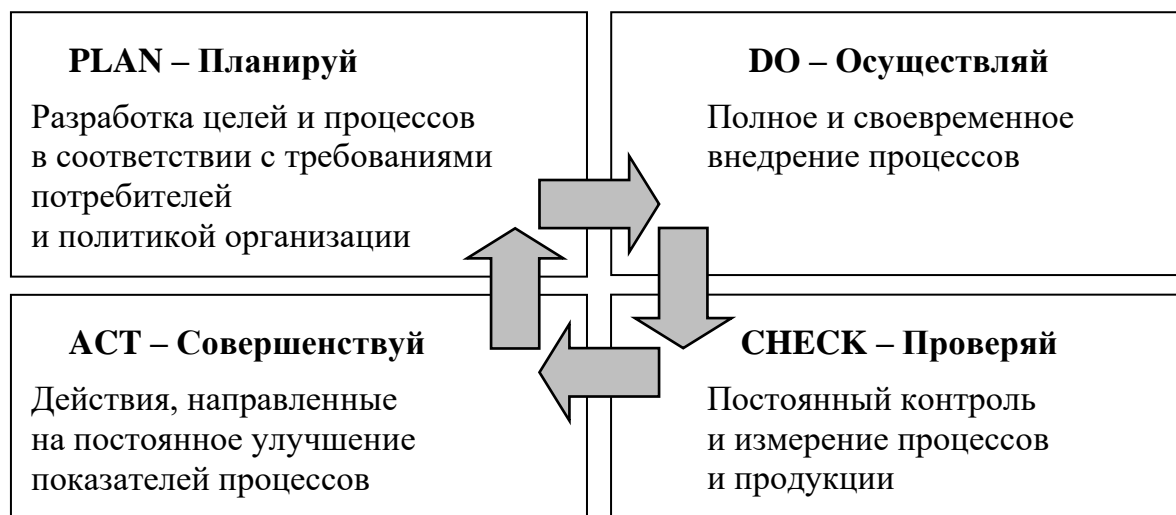 PLAN – Планируй
Разработка целей и процессов
в соответствии с требованиями
потребителей
и политикой организации
DO – Осуществляй
Полное и своевременное
внедрение процессов
ACT – Совершенствуй
Действия, направленные
на постоянное улучшение
показателей процессов
CHECK – Проверяй
Постоянный контроль
и измерение процессов
и продукции